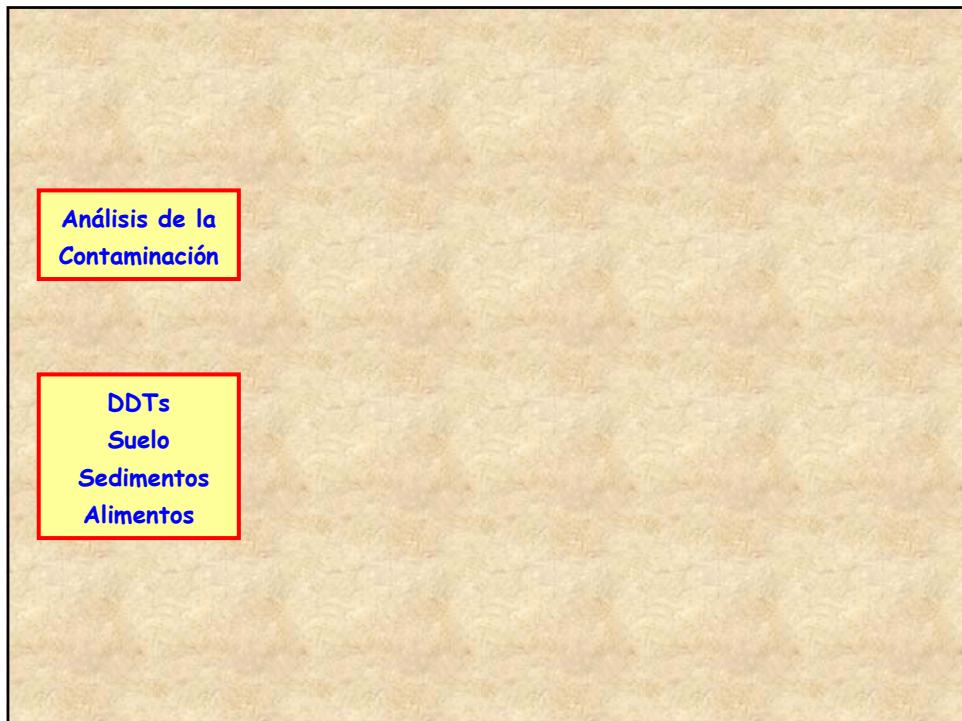 Análisis de la
Contaminación
DDTs
Suelo
Sedimentos
Alimentos